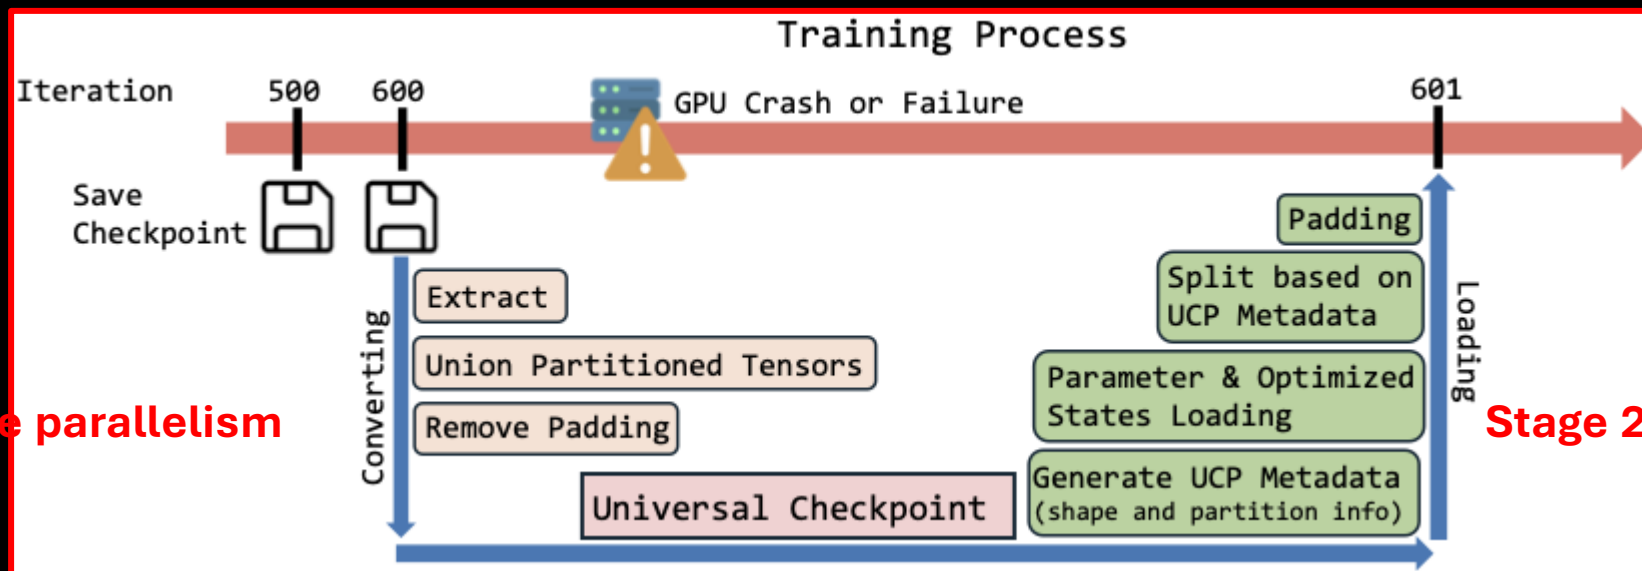 Training Process
Iteration
500
600
GPU Crash or Failure
601
Save
Checkpoint
Converting
Extract
Union Partitioned Tensors
Remove Padding
Universal Checkpoint
Padding
Split based on
UCP Metadata
Parameter & Optimized
States Loading
Generate UCP Metadata
(shape and partition info)
Loading
parallelism
Stage 2